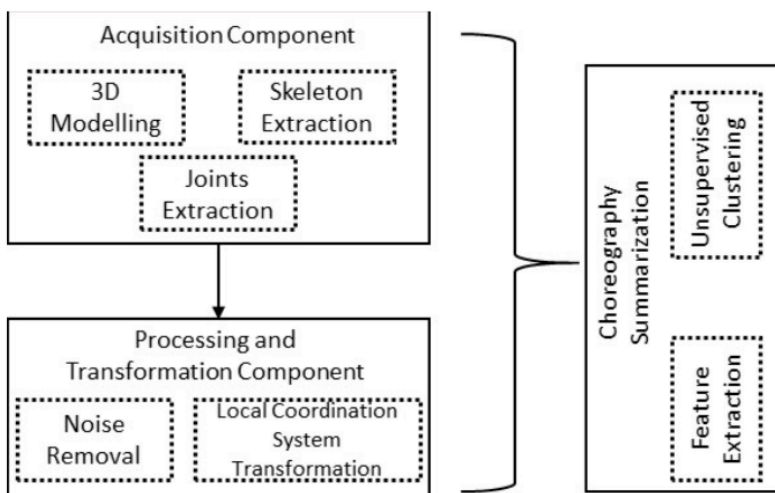 Acquisition Component
3D
Modelling
Skeleton
Extraction
Joints
Extraction
Processing and
Transformation Component
Noise
Removal
Local Coordination
System
Transformation
Choreography
Summarization
Unsupervised
Clustering
Feature
Extraction